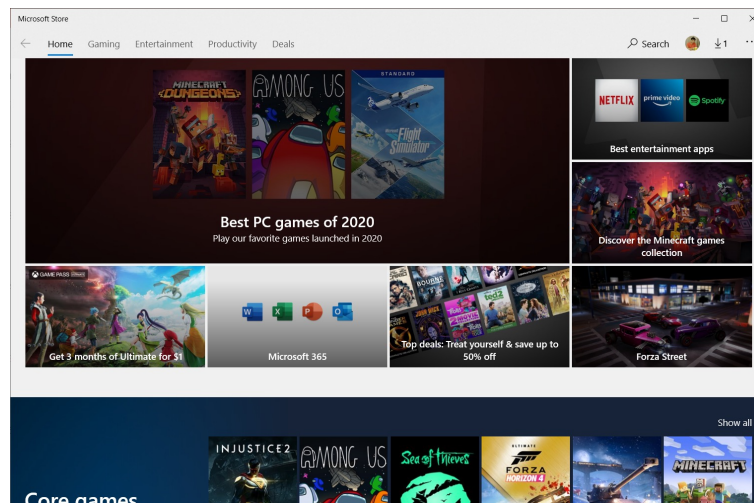 Microsoft Store
Home Gaming Entertainment Productivity Deals
Search
1
MINECRAFT
DUNGEONS
AMONG US
STANDARD
Microsoft
Flight
Simulator
Best PC games of 2020
Play our favorite games launched in 2020
NETFLIX
prime video
Spotify
Best entertainment apps
Discover the Minecraft games
collection
GAME PASS
Get 3 months of Ultimate for $1
W
X
P
O
Microsoft 365
BOURNE
ted2
Top deals: Treat yourself & save up to
50% off
Forza Street
Show all
Core games
INJUSTICE 2
AMONG US
Sea of Thieves
ULTIMATE
FORZA
HORIZON 4
MINECRAFT